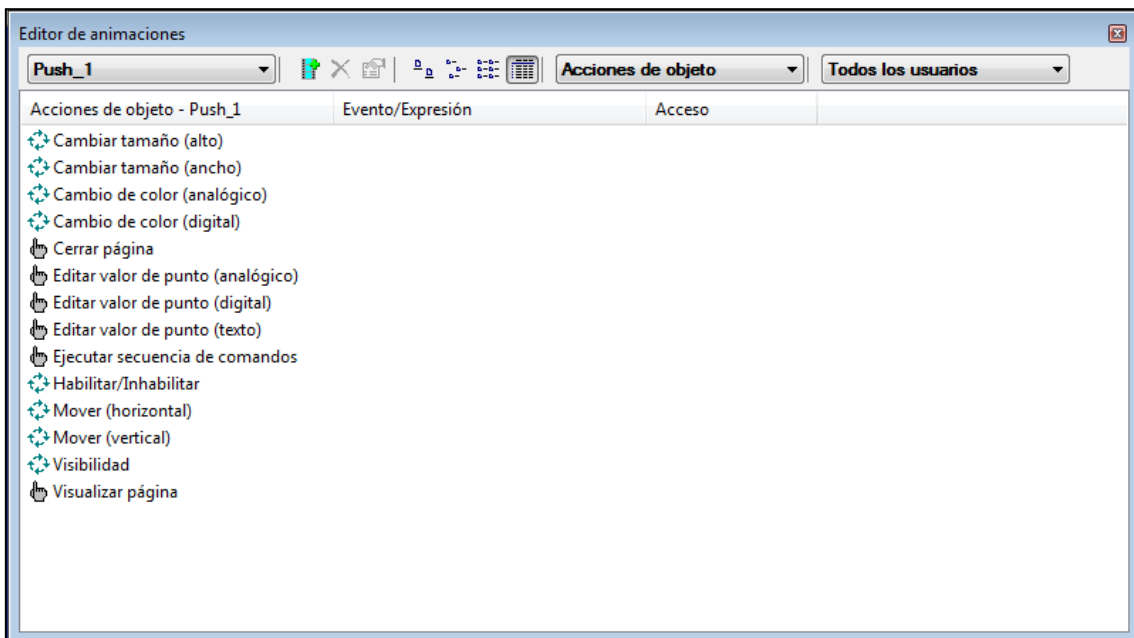 Editor de animaciones
Push_1 Acciones de objeto Todos los usuarios
Acciones de objeto - Push_1 Evento/Expresión Acceso
Cambiar tamaño (alto)
Cambiar tamaño (ancho)
Cambio de color (analógico)
Cambio de color (digital)
Cerrar página
Editar valor de punto (analógico)
Editar valor de punto (digital)
Editar valor de punto (texto)
Ejecutar secuencia de comandos
Habilitar/Inhabilitar
Mover (horizontal)
Mover (vertical)
Visibilidad
Visualizar página